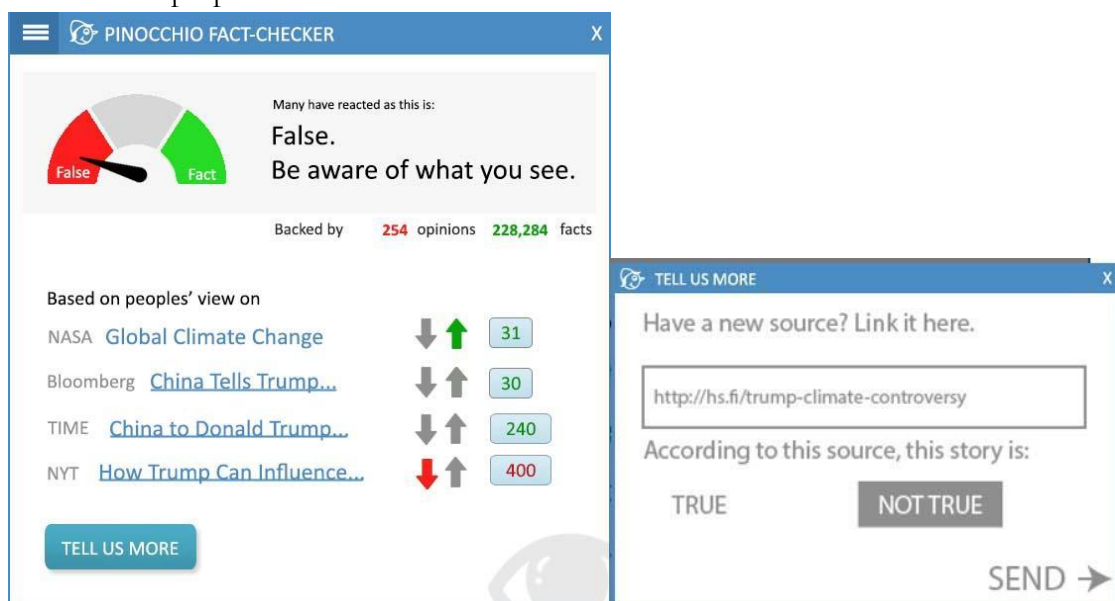 PINOCCHIO FACT-CHECKER X
Many have reacted as this is:
False.
Be aware of what you see.
False Fact
Backed by 254 opinions 228,284 facts
Based on peoples' view on
NASA Global Climate Change 31
Bloomberg China Tells Trump... 30
TIME China to Donald Trump... 240
NYT How Trump Can Influence... 400
TELL US MORE
TELL US MORE X
Have a new source? Link it here.
http://hs.fi/trump-climate-controversy
According to this source, this story is:
TRUE NOT TRUE
SEND